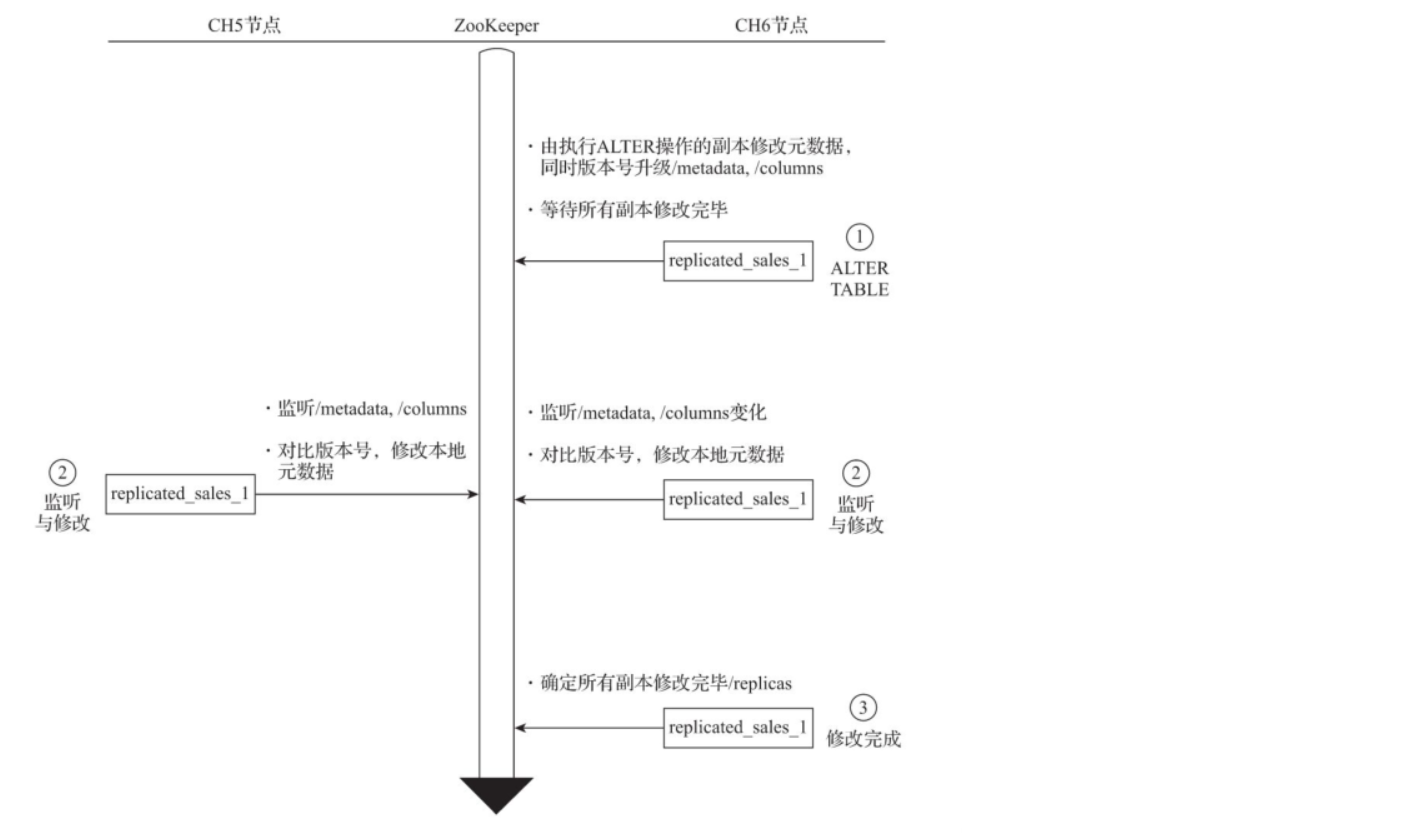 CH5节点 ZooKeeper CH6节点
· 由执行ALTER操作的副本修改元数据，
同时版本号升级/metadata, /columns
· 等待所有副本修改完毕
①
replicated_sales_1
ALTER
TABLE
· 监听/metadata, /columns
· 对比版本号，修改本地
元数据
②
replicated_sales_1
监听
与修改
· 监听/metadata, /columns变化
· 对比版本号，修改本地元数据
②
replicated_sales_1
监听
与修改
· 确定所有副本修改完毕/replicas
③
replicated_sales_1
修改完成